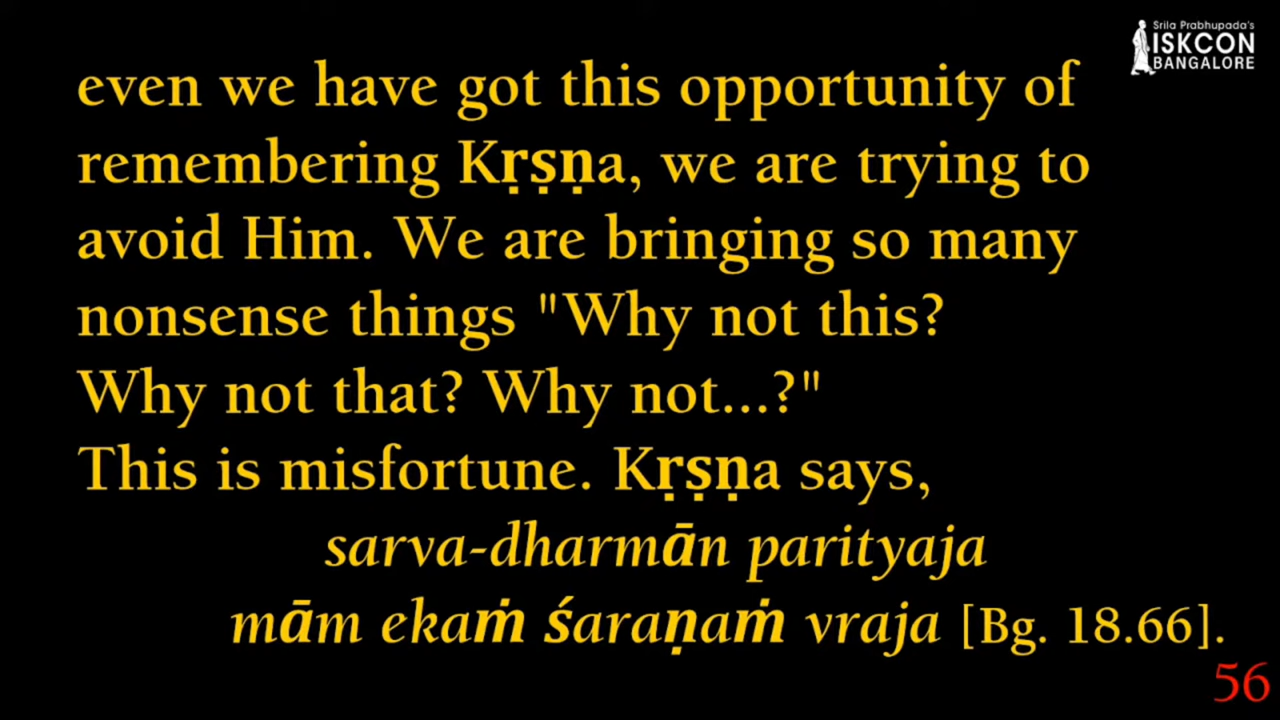 Srila Prabhupada's
ISKCON
BANGALORE
even we have got this opportunity of
remembering Kṛṣṇa, we are trying to
avoid Him. We are bringing so many
nonsense things "Why not this?
Why not that? Why not...?"
This is misfortune. Kṛṣṇa says,
sarva-dharmān parityaja
mām ekaṁ śaraṇaṁ vraja [Bg. 18.66].
56